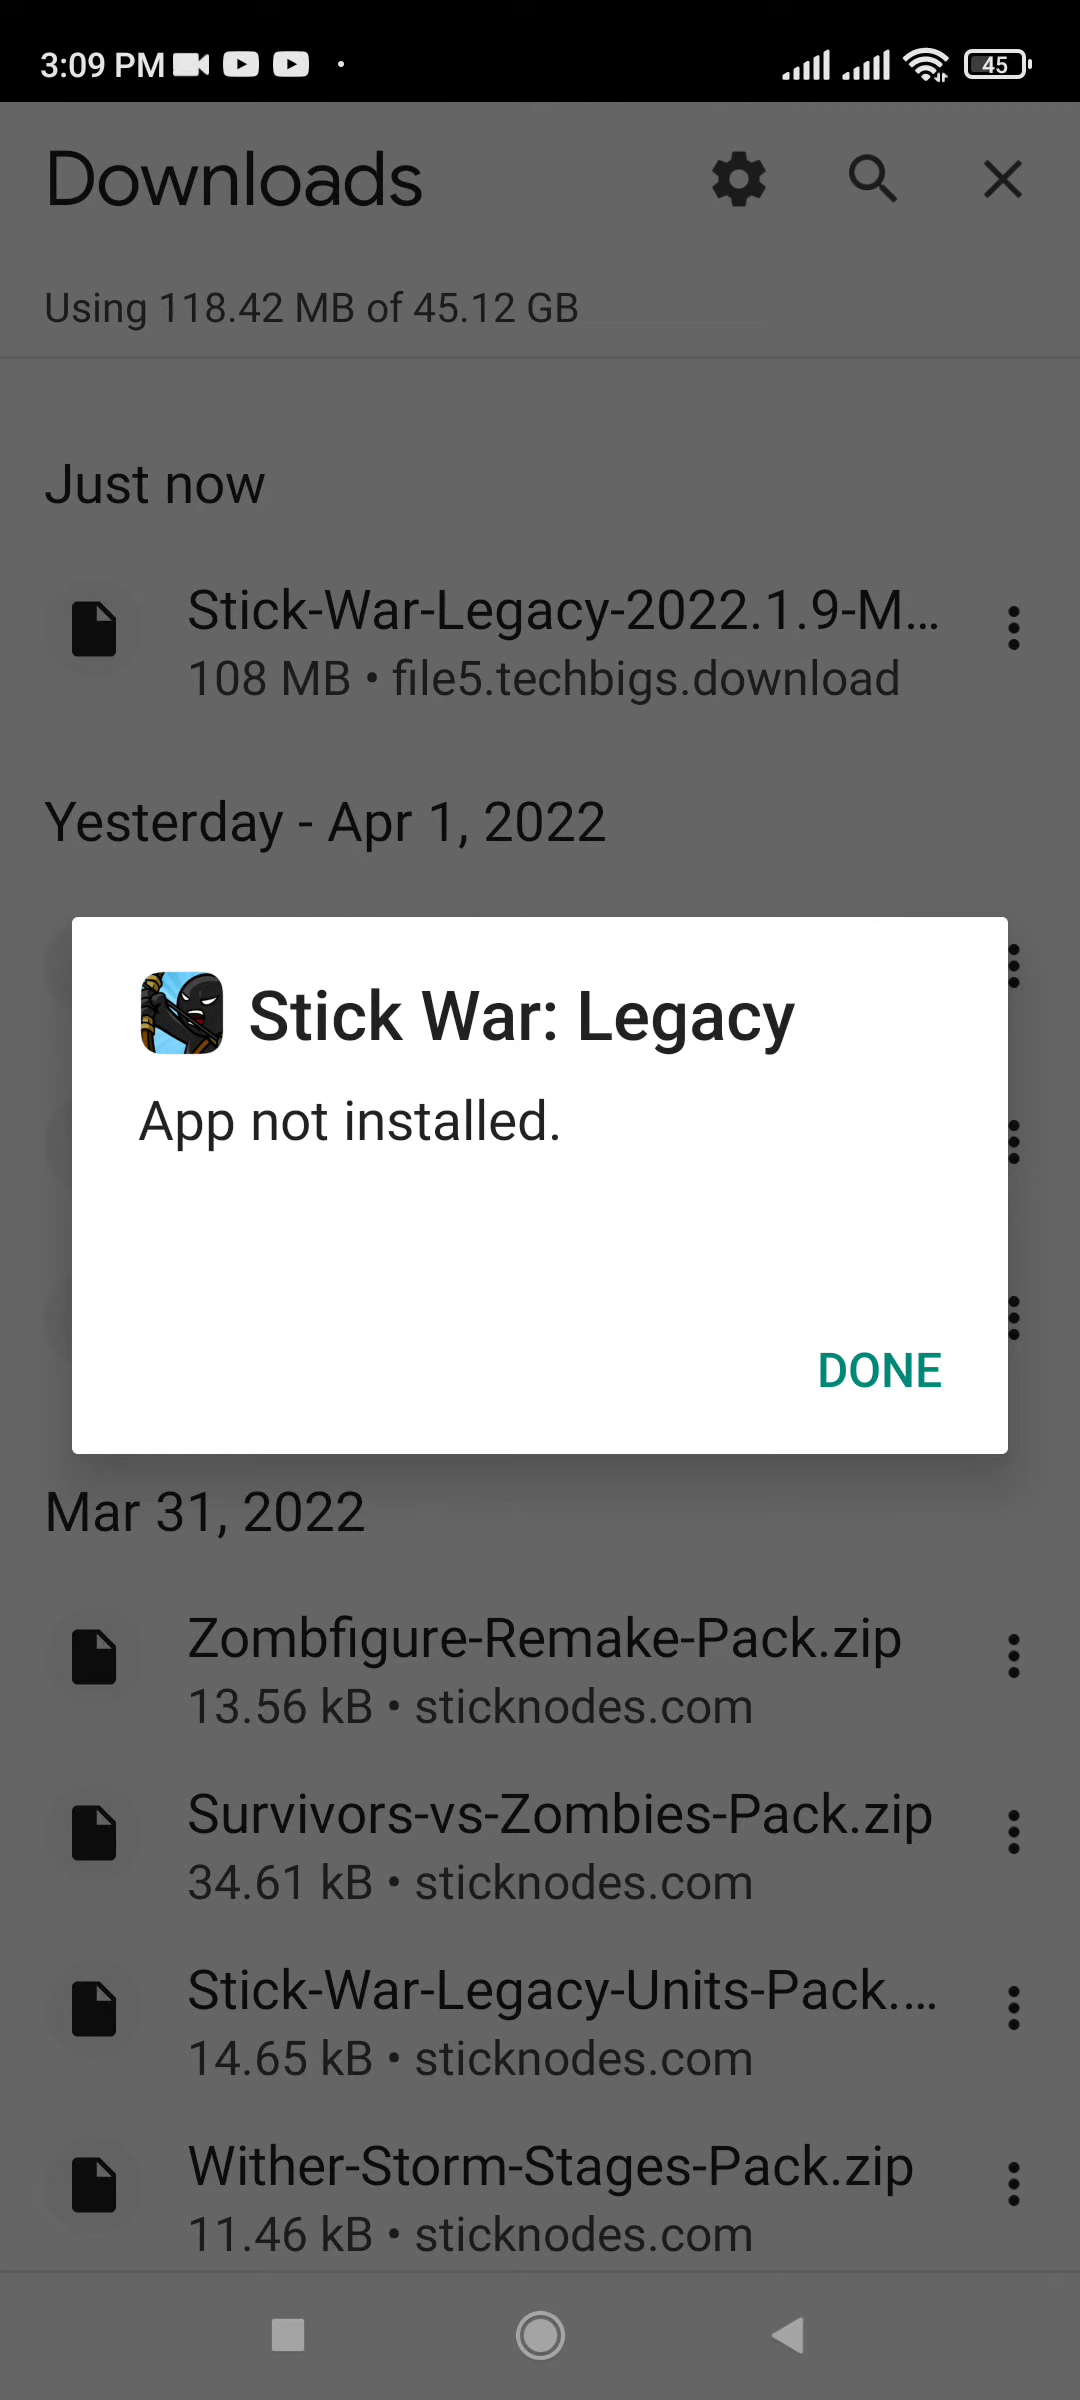 3:09 PM
45
Downloads
Using 118.42 MB of 45.12 GB
Just now
Stick-War-Legacy-2022.1.9-M...
108 MB • file5.techbigs.download
Yesterday - Apr 1, 2022
Stick War: Legacy
App not installed.
DONE
Mar 31, 2022
Zombfigure-Remake-Pack.zip
13.56 kB • sticknodes.com
Survivors-vs-Zombies-Pack.zip
34.61 kB • sticknodes.com
Stick-War-Legacy-Units-Pack....
14.65 kB • sticknodes.com
Wither-Storm-Stages-Pack.zip
11.46 kB • sticknodes.com